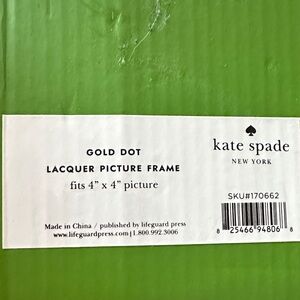 GOLD DOT
LACQUER PICTURE FRAME
fits 4" x 4" picture
kate spade
NEW YORK
SKU#170662
8 25466 94806 8
Made in China / published by lifeguard press
www.lifeguardpress.com | 1.800.992.3006